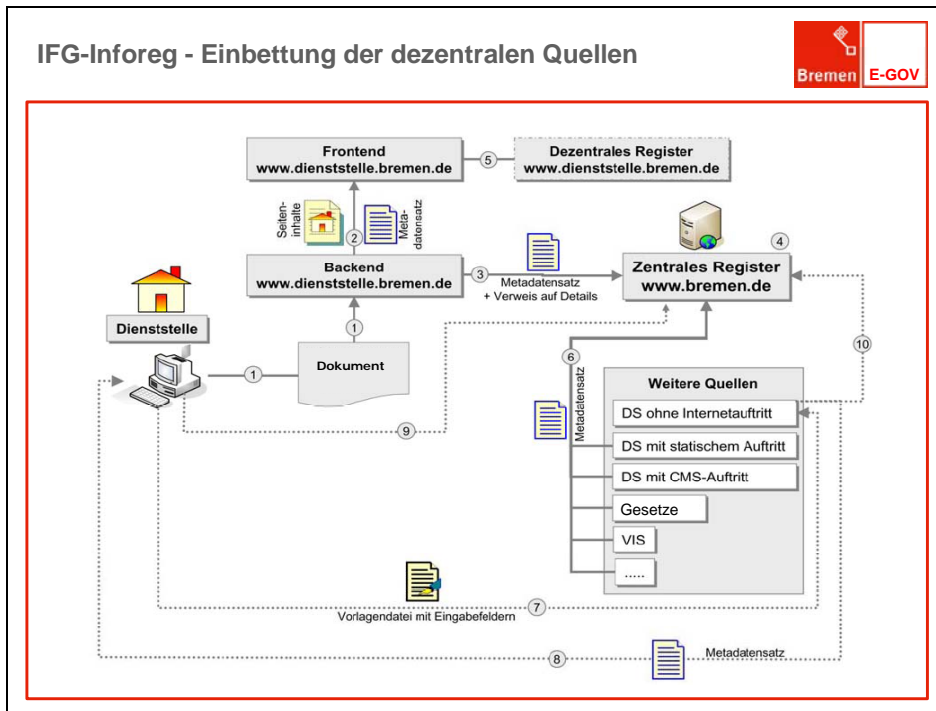 IFG-Inforeg - Einbettung der dezentralen Quellen
Bremen
E-GOV
Frontend
www.dienststelle.bremen.de
5
Dezentrales Register
www.dienststelle.bremen.de
Seiten-
inhalte
2
Meta-
datensatz
Backend
www.dienststelle.bremen.de
3
Metadatensatz
+ Verweis auf Details
4
Zentrales Register
www.bremen.de
Dienststelle
1
Dokument
1
6
Metadatensatz
10
Weitere Quellen
DS ohne Internetauftritt
DS mit statischem Auftritt
DS mit CMS-Auftritt
Gesetze
VIS
.....
9
Vorlagendatei mit Eingabefeldern
7
8
Metadatensatz